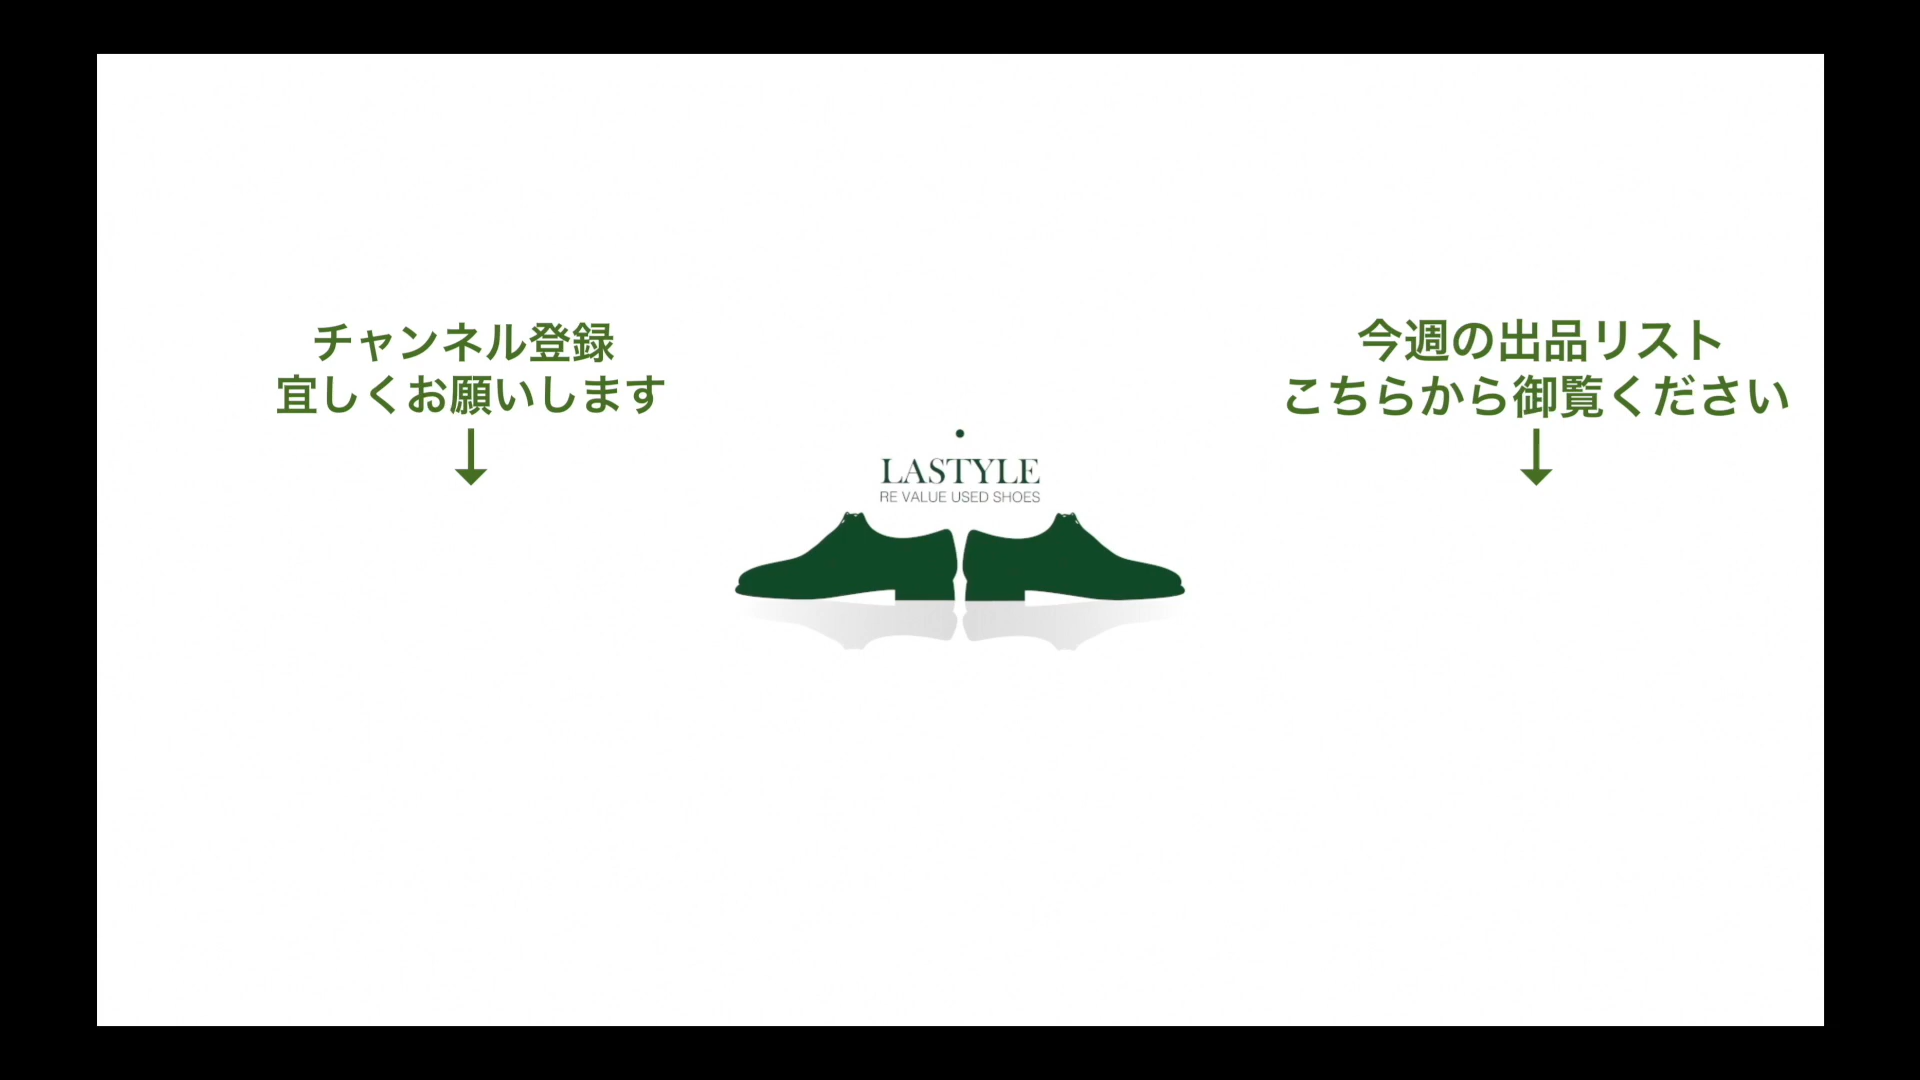 チャンネル登録
宜しくお願いします
↓
今週の出品リスト
こちらから御覧ください
↓
LASTYLE
RE VALUE USED SHOES